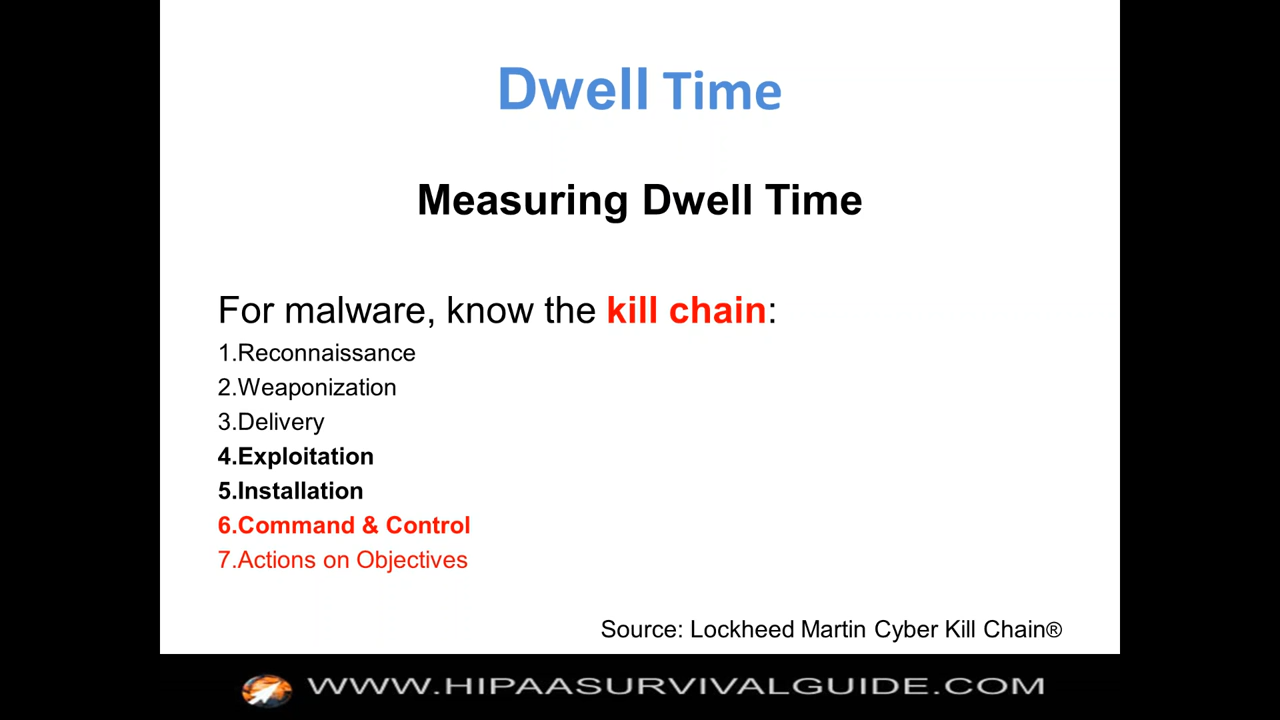 Dwell Time
Measuring Dwell Time
For malware, know the kill chain:
1.Reconnaissance
2.Weaponization
3.Delivery
4.Exploitation
5.Installation
6.Command & Control
7.Actions on Objectives
Source: Lockheed Martin Cyber Kill Chain®
WWW.HIPAASURVIVALGUIDE.COM